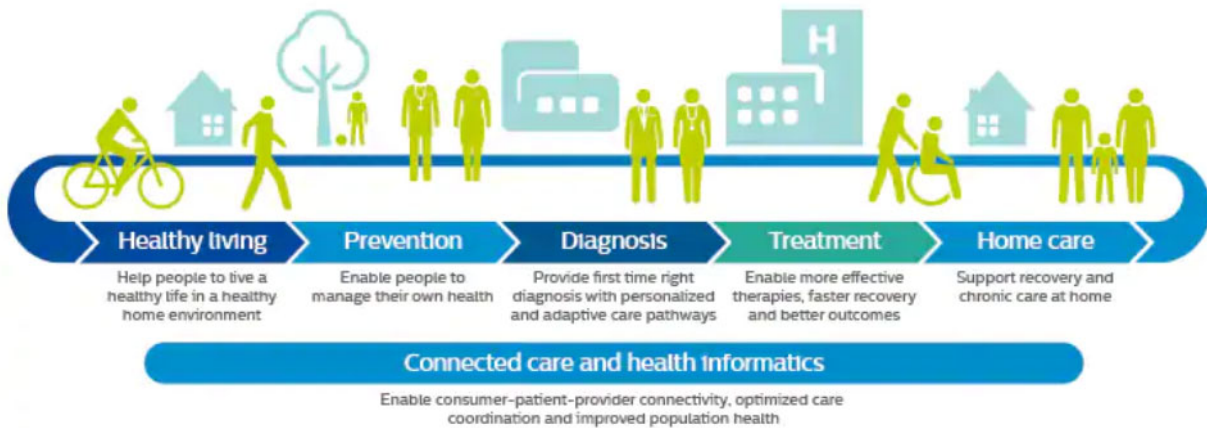 H
Healthy living
Help people to live a
healthy life in a healthy
home environment
Prevention
Enable people to
manage their own health
Diagnosis
Provide first time right
diagnosis with personalized
and adaptive care pathways
Treatment
Enable more effective
therapies, faster recovery
and better outcomes
Home care
Support recovery and
chronic care at home
Connected care and health informatics
Enable consumer-patient-provider connectivity, optimized care
coordination and improved population health